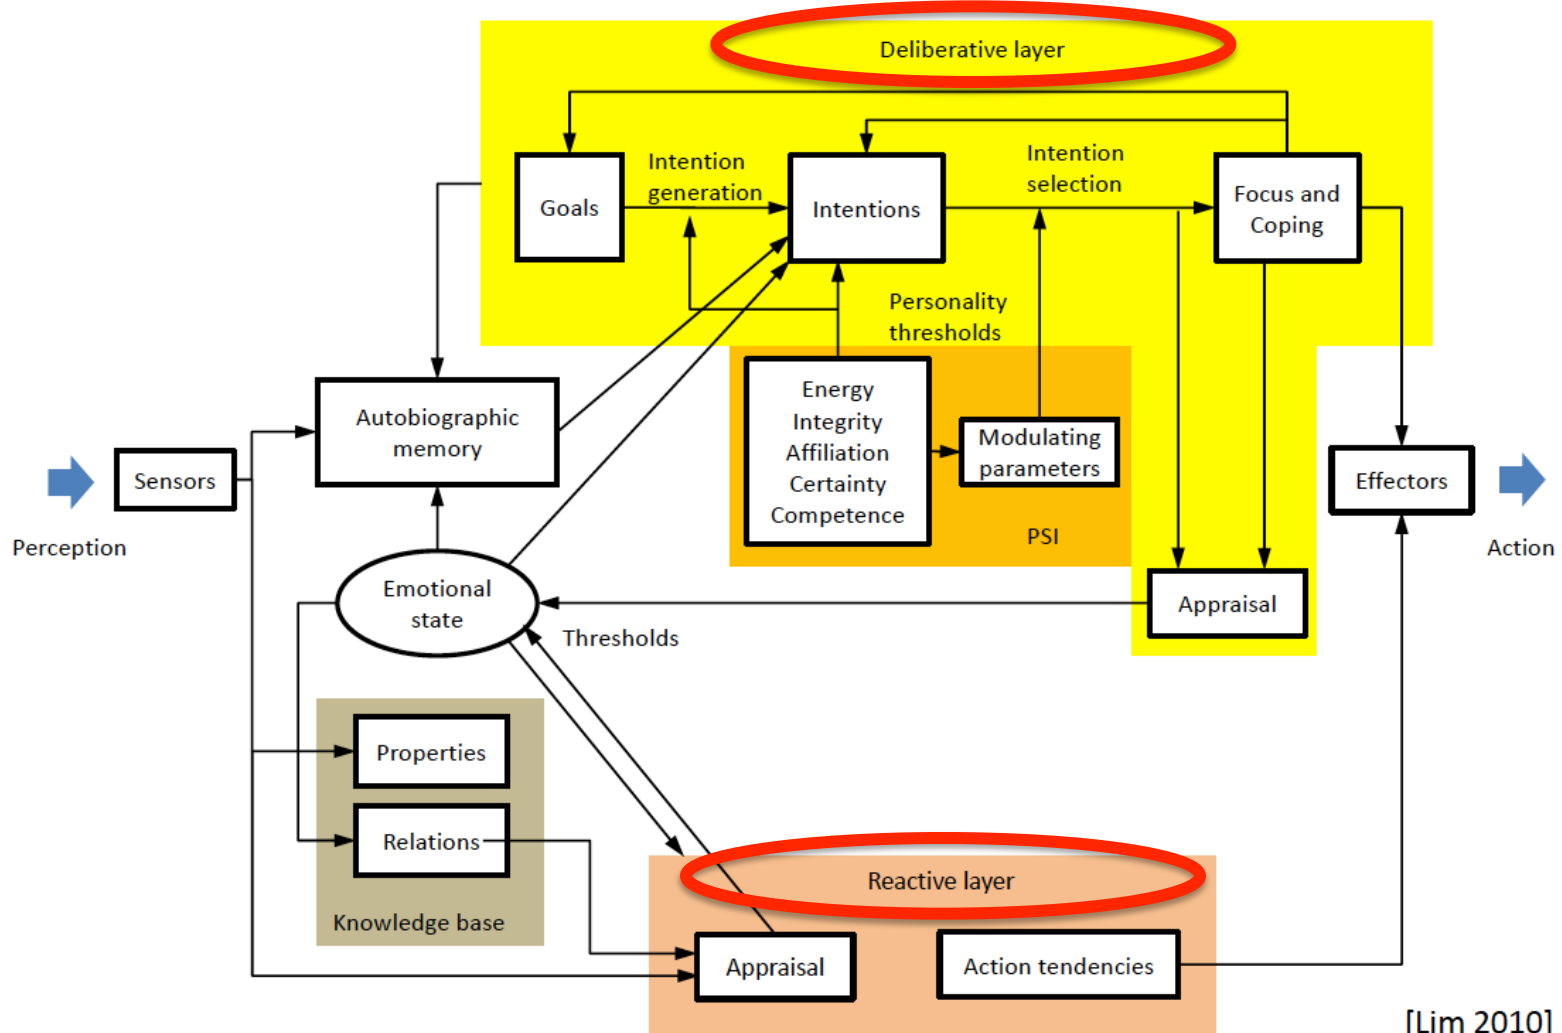 Deliberative layer
Intention
generation
Intention
selection
Goals
Intentions
Focus and
Coping
Personality
thresholds
Autobiographic
memory
Energy
Integrity
Affiliation
Certainty
Competence
Modulating
parameters
PSI
Sensors
Effectors
Perception
Action
Emotional
state
Appraisal
Thresholds
Properties
Relations
Knowledge base
Reactive layer
Appraisal
Action tendencies
[Lim 2010]